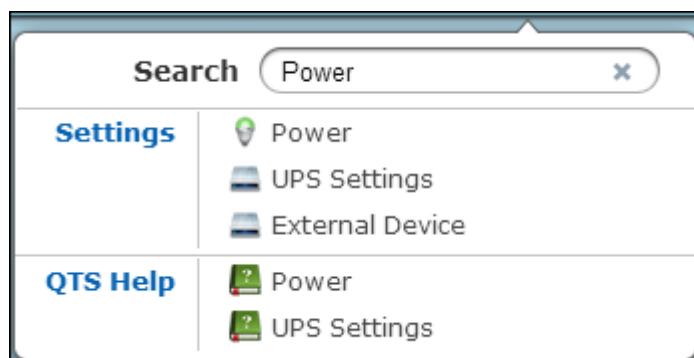 Search Power
Settings Power
UPS Settings
External Device
QTS Help Power
UPS Settings